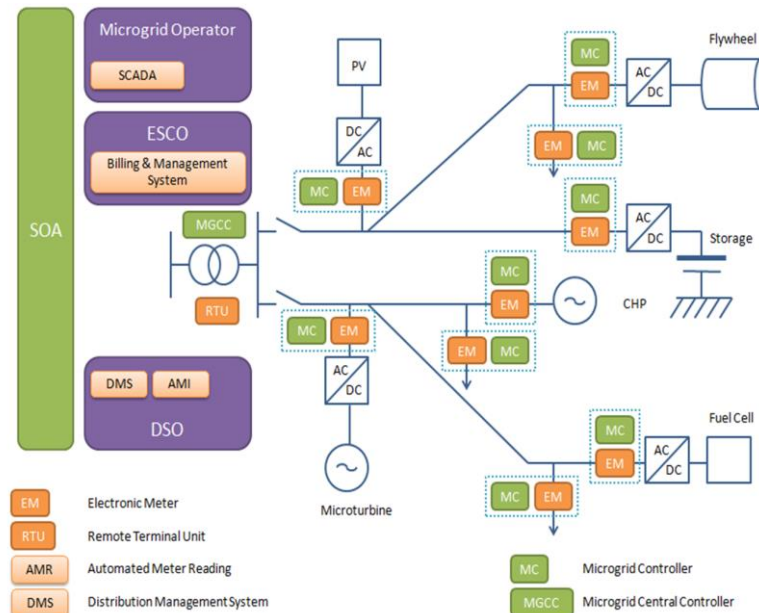 Microgrid Operator
SCADA
ESCO
Billing & Management
System
SOA
MGCC
RTU
DMS
AMI
DSO
PV
DC
AC
MC
EM
MC
EM
AC
DC
Flywheel
EM
MC
MC
EM
AC
DC
Storage
MC
EM
CHP
EM
MC
MC
EM
AC
DC
Microturbine
MC
EM
AC
DC
Fuel Cell
MC
EM
EM
Electronic Meter
RTU
Remote Terminal Unit
AMR
Automated Meter Reading
DMS
Distribution Management System
MC
Microgrid Controller
MGCC
Microgrid Central Controller